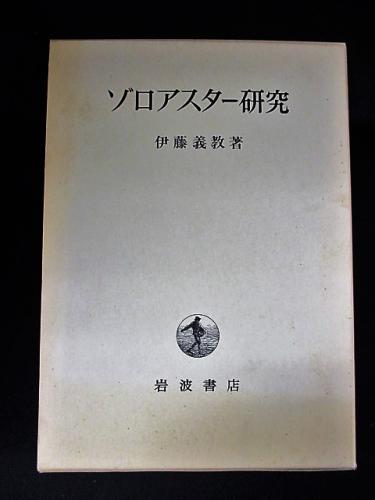 ゾロアスター研究
伊藤義教著
岩波書店